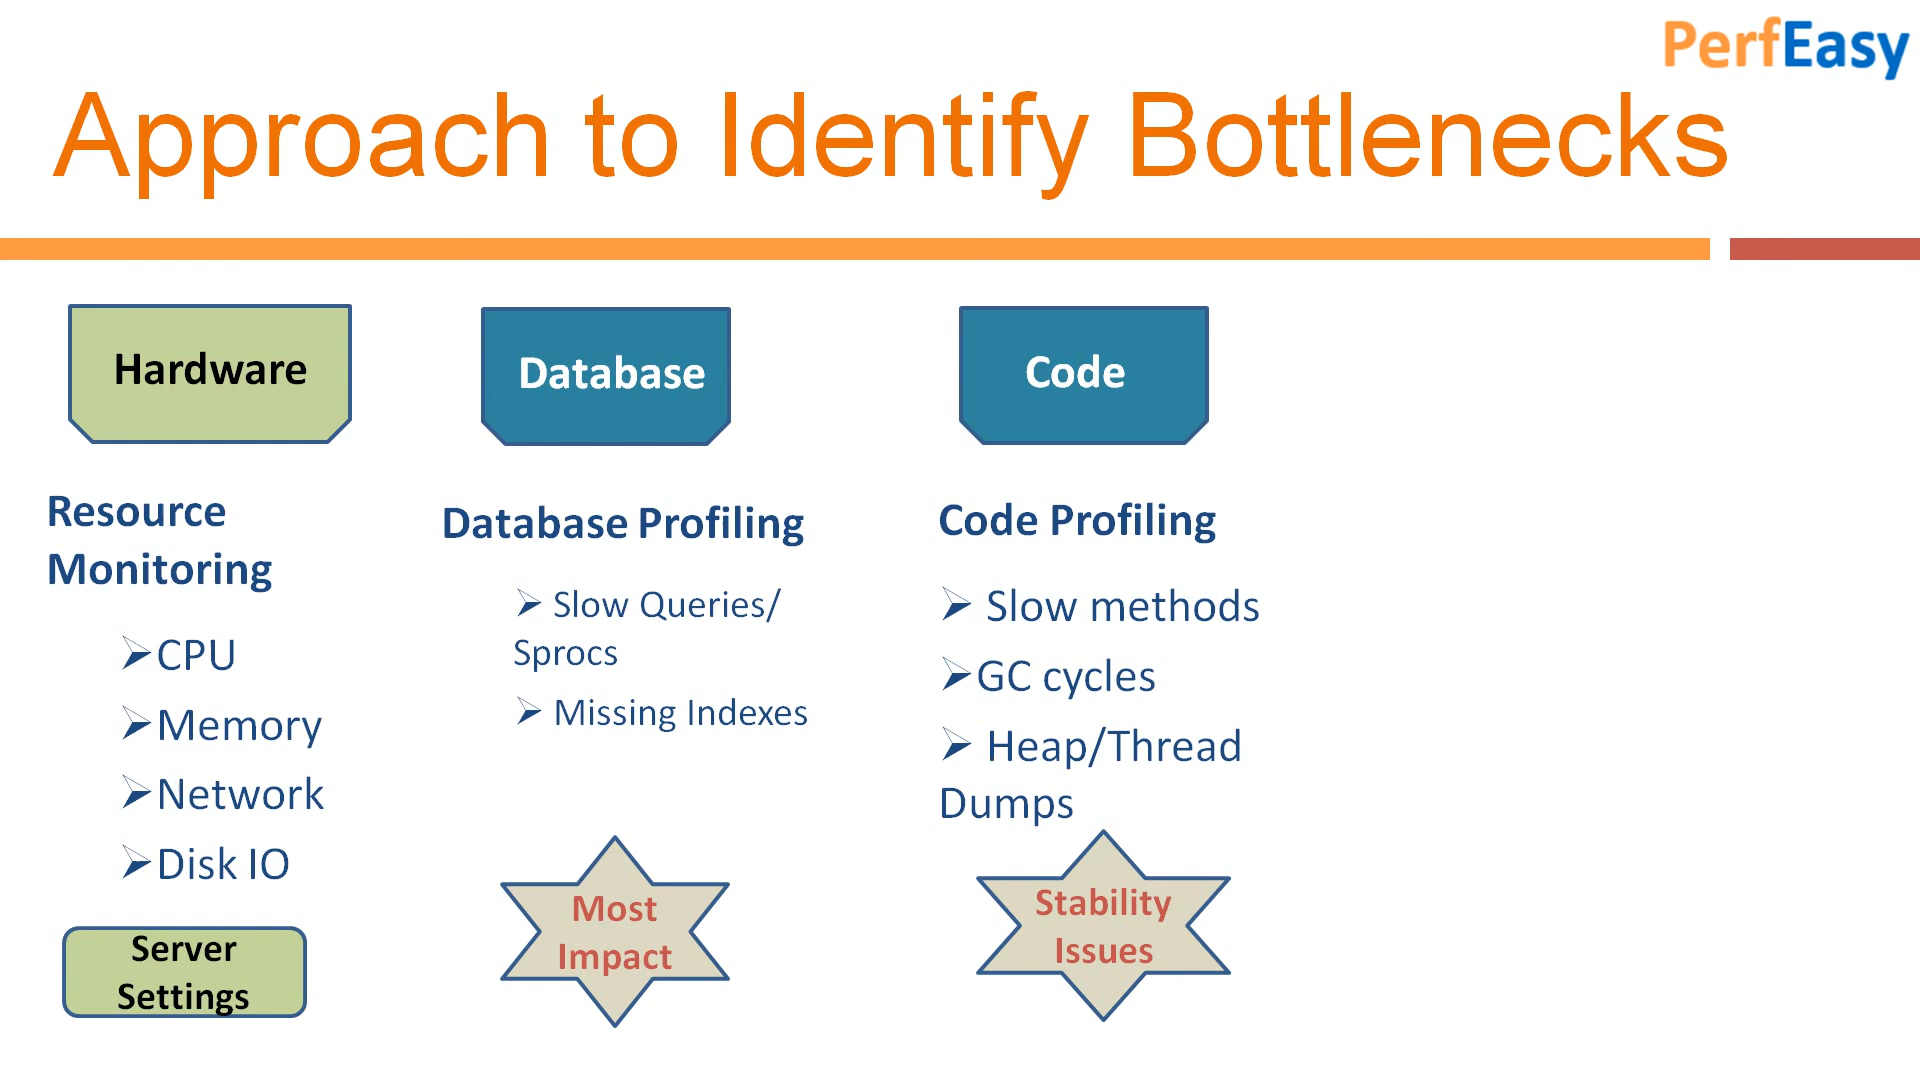 PerfEasy
Approach to Identify Bottlenecks
Hardware
Resource
Monitoring
➢CPU
➢Memory
➢Network
➢Disk IO
Server
Settings
Database
Database Profiling
➢ Slow Queries/
Sprocs
➢ Missing Indexes
Most
Impact
Code
Code Profiling
➢ Slow methods
➢GC cycles
➢ Heap/Thread
Dumps
Stability
Issues